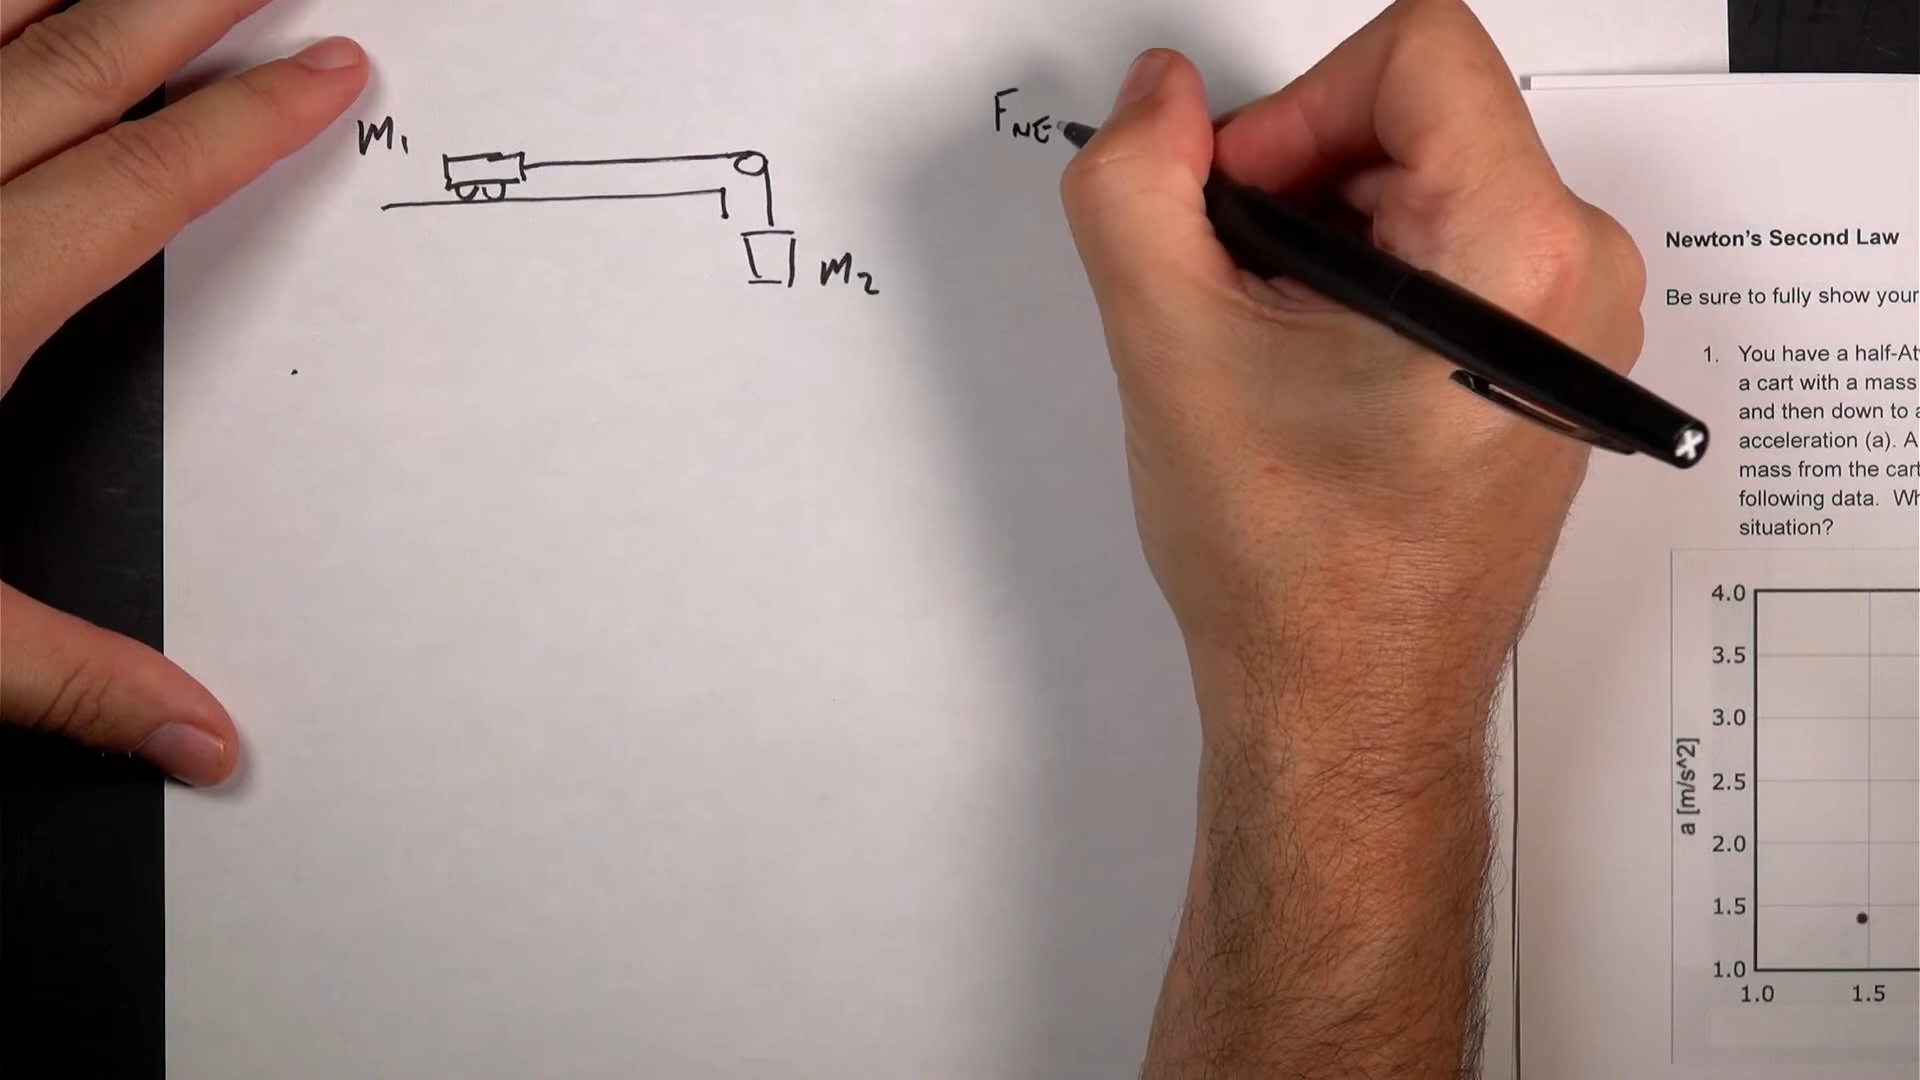 m₁
m₂
F_NE
Newton's Second Law
Be sure to fully show your
1. You have a half-At
a cart with a mass
and then down to a
acceleration (a). A
mass from the cart
following data. Wh
situation?
4.0
3.5
3.0
2.5
2.0
1.5
1.0
a [m/s^2]
1.0 1.5